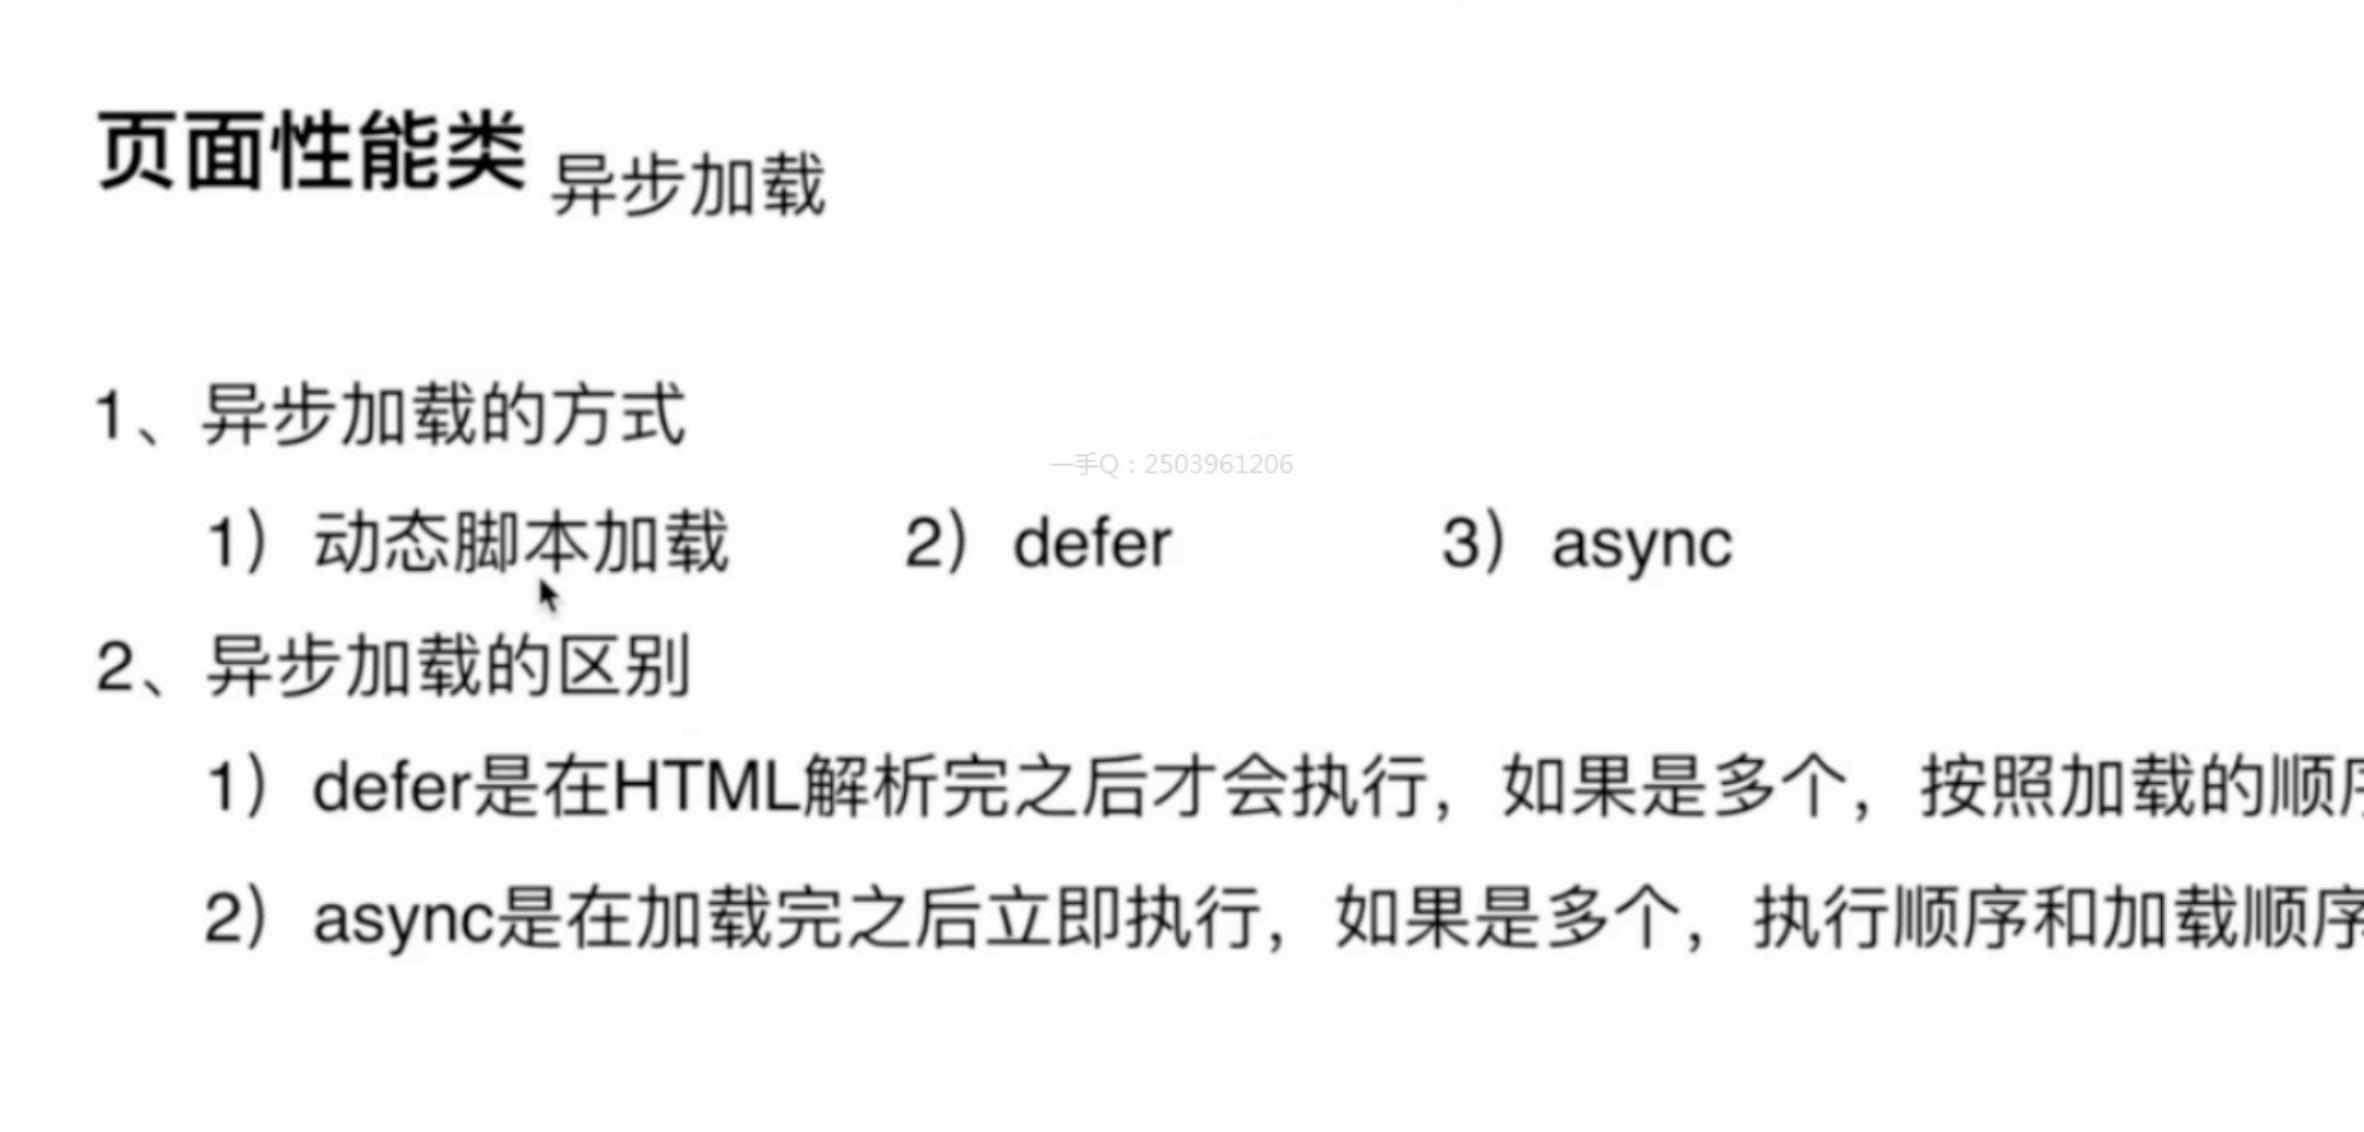 页面性能类 异步加载
1、异步加载的方式
一手Q：2503961206
1）动态脚本加载 2）defer 3）async
2、异步加载的区别
1）defer是在HTML解析完之后才会执行，如果是多个，按照加载的顺序
2）async是在加载完之后立即执行，如果是多个，执行顺序和加载顺序